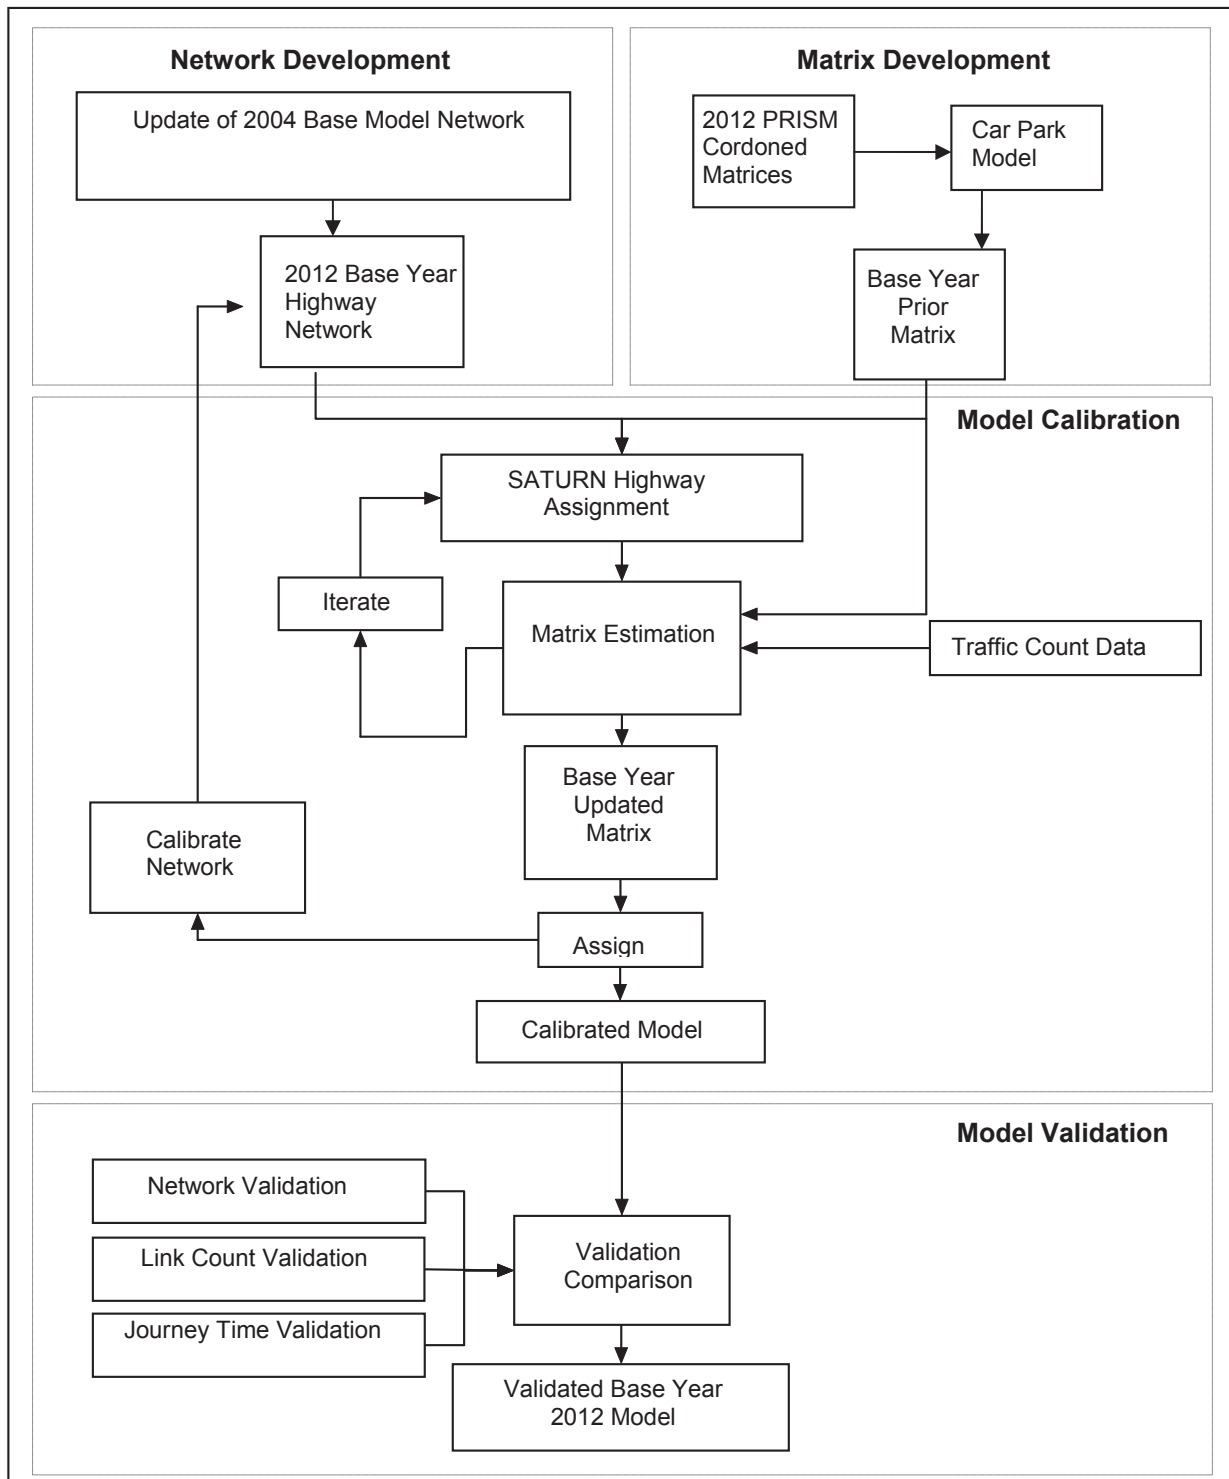 Network Development
Update of 2004 Base Model Network
2012 Base Year
Highway
Network
Matrix Development
2012 PRISM
Cordoned
Matrices
Car Park
Model
Base Year
Prior
Matrix
Model Calibration
SATURN Highway
Assignment
Iterate
Matrix Estimation
Traffic Count Data
Base Year
Updated
Matrix
Calibrate
Network
Assign
Calibrated Model
Model Validation
Network Validation
Link Count Validation
Journey Time Validation
Validation
Comparison
Validated Base Year
2012 Model